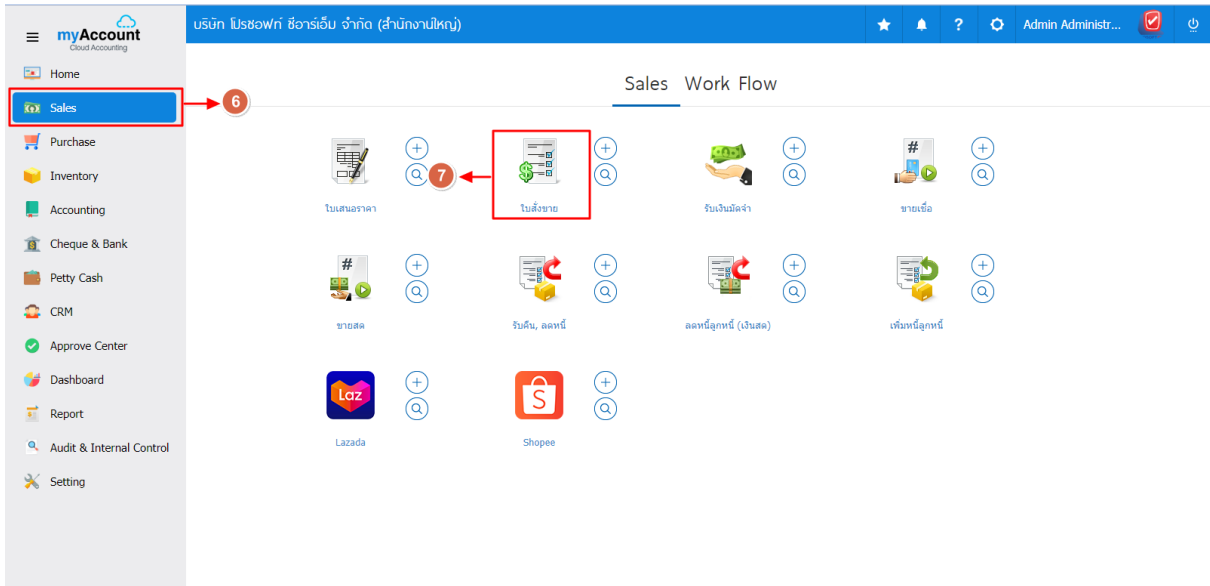 myAccount
Cloud Accounting
บริษัท โปรซอฟท์ ซีอาร์เอ็ม จำกัด (สำนักงานใหญ่)
?
Admin Administr...
Home
Sales
Purchase
Inventory
Accounting
Cheque & Bank
Petty Cash
CRM
Approve Center
Dashboard
Report
Audit & Internal Control
Setting
6
Sales Work Flow
7
#
ใบเสนอราคา
ใบสั่งขาย
รับเงินมัดจำ
ขายเชื่อ
#
ขายสด
รับคืน, ลดหนี้
ลดหนี้ลูกหนี้ (เงินสด)
เพิ่มหนี้ลูกหนี้
Laz
S
Lazada
Shopee